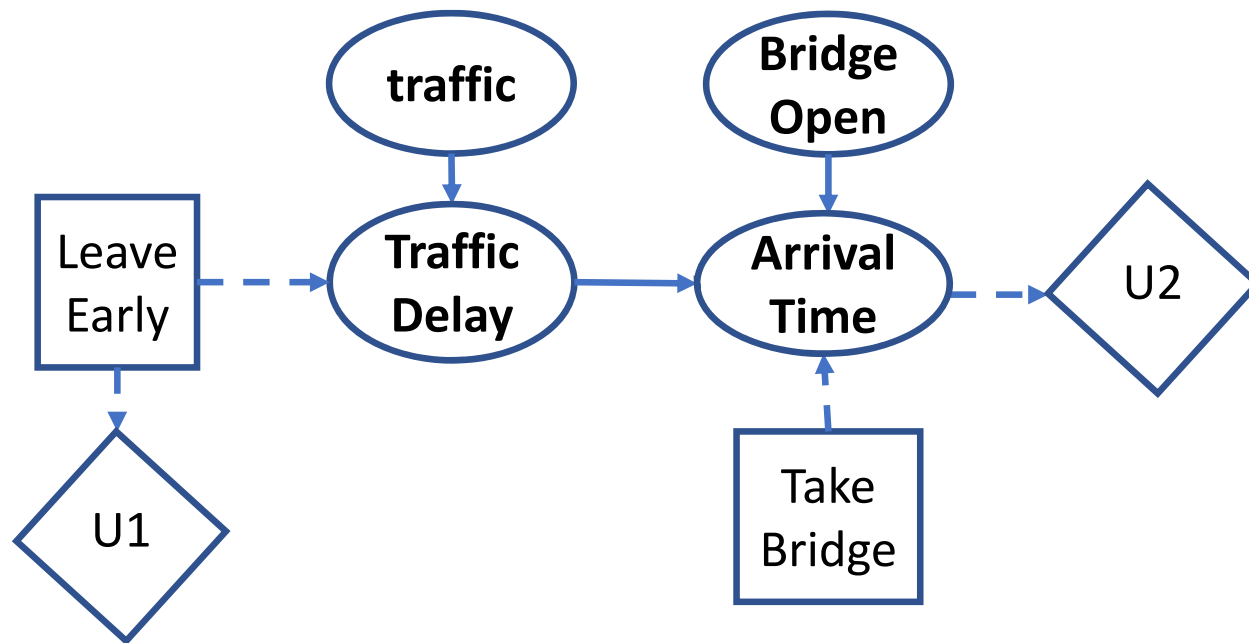 traffic
Bridge
Open
Leave
Early
Traffic
Delay
Arrival
Time
U2
U1
Take
Bridge